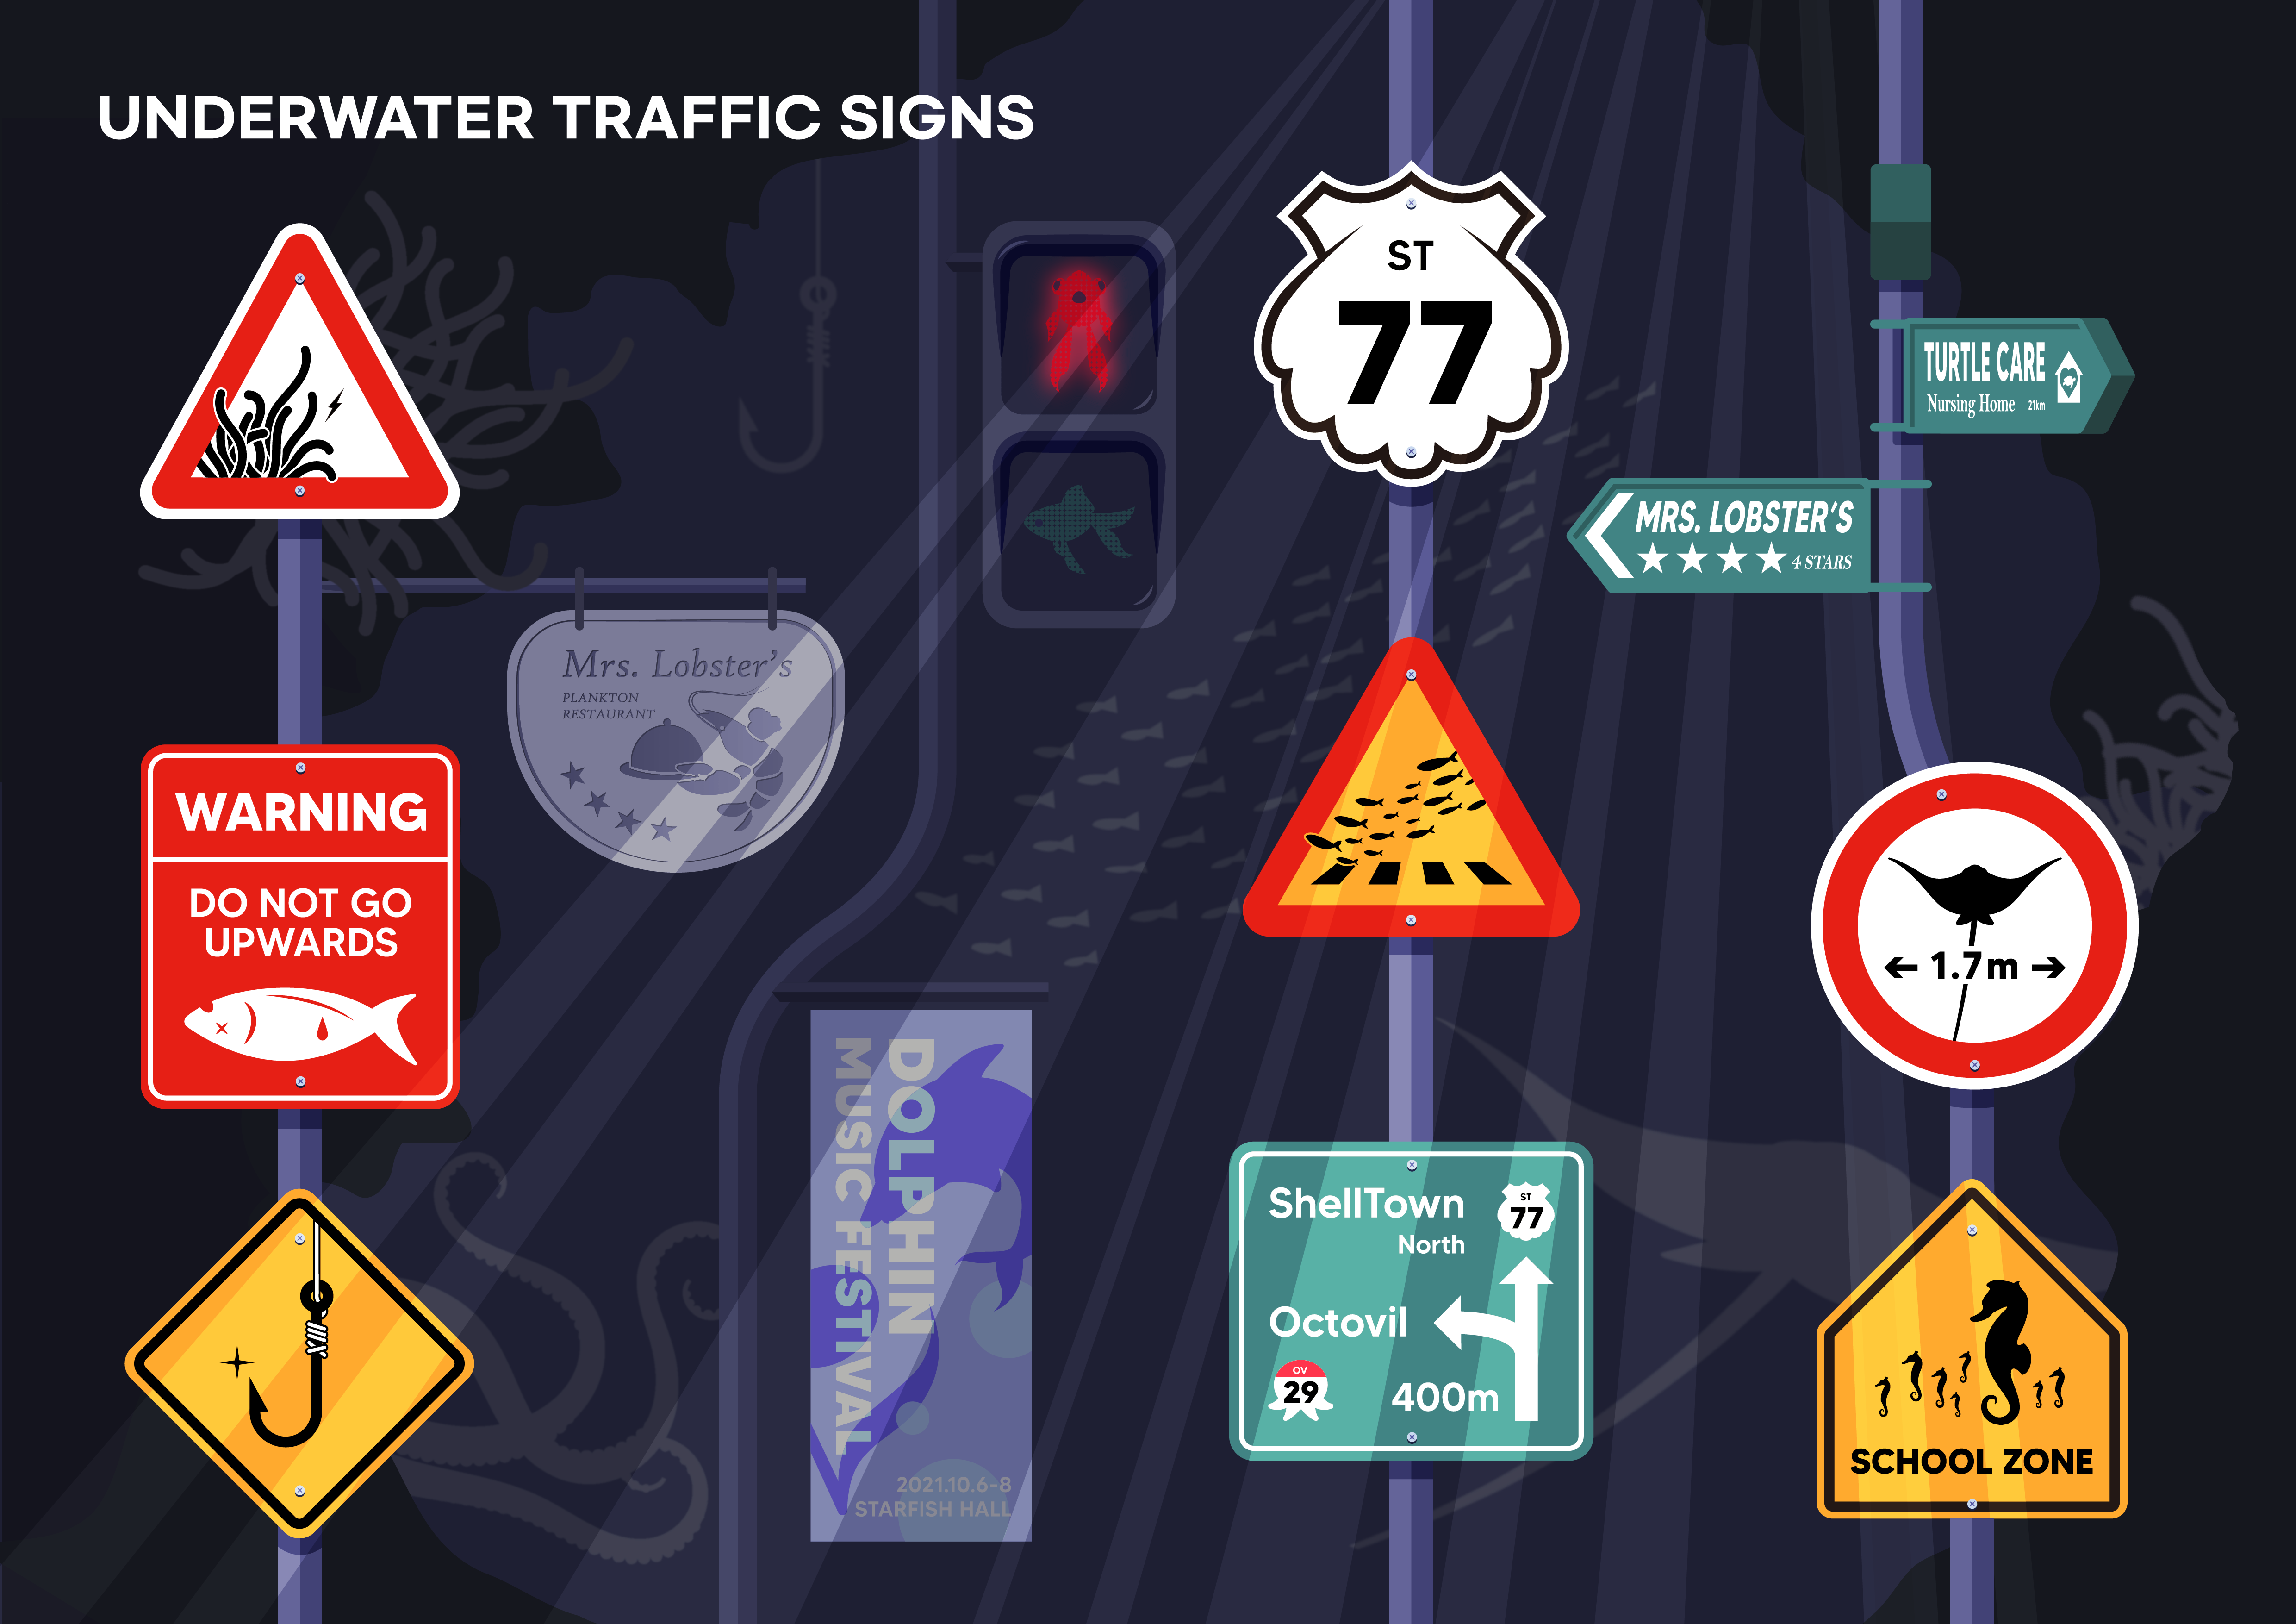 UNDERWATER TRAFFIC SIGNS
WARNING
DO NOT GO
UPWARDS
Mrs. Lobster's
PLANKTON
RESTAURANT
DOLPHIN
MUSIC FESTIVAL
2021.10.6-8
STARFISH HALL
ST
77
ShellTown
North
ST
77
Octovil
OV
29
400m
TURTLE CARE
Nursing Home 21km
MRS. LOBSTER'S
4 STARS
1.7m
SCHOOL ZONE